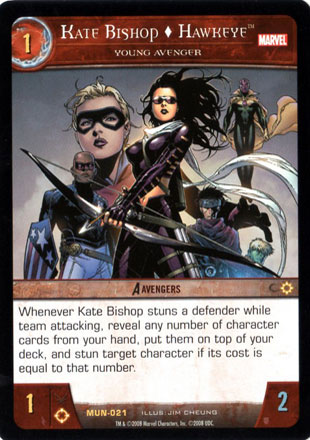 1
KATE BISHOP ♦ HAWKEYE™
YOUNG AVENGER
MARVEL
A AVENGERS
C
Whenever Kate Bishop stuns a defender while
team attacking, reveal any number of character
cards from your hand, put them on top of your
deck, and stun target character if its cost is
equal to that number.
1
MUN-021 ILLUS: JIM CHEUNG
2
TM & ©2009 Marvel Characters, Inc. ©2008 UDC.